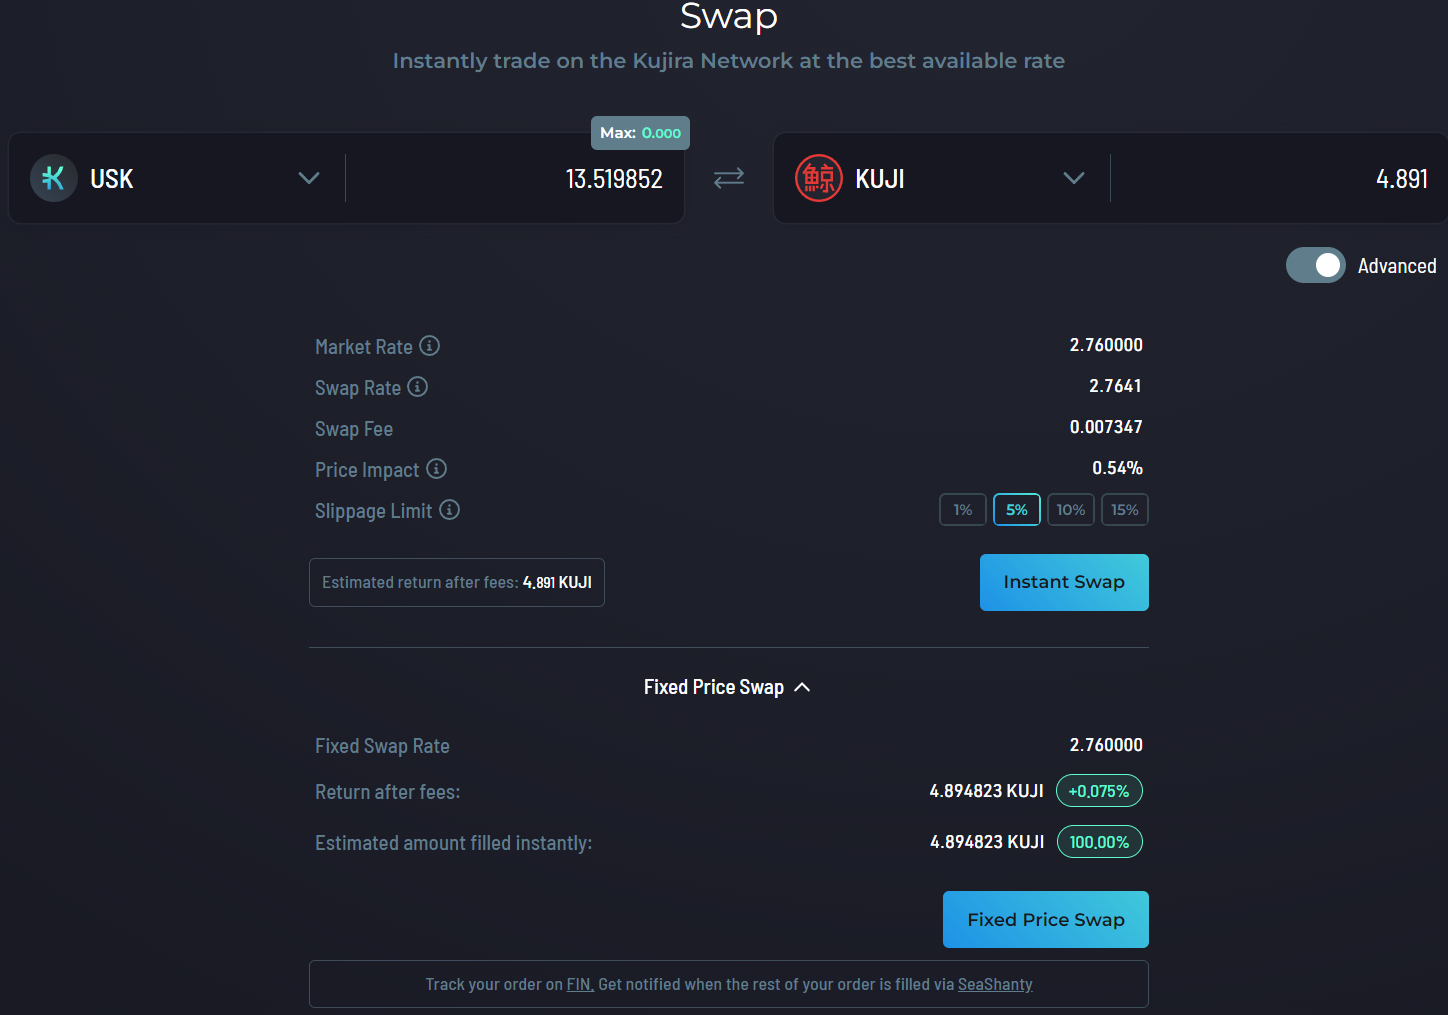 Swap
Instantly trade on the Kujira Network at the best available rate
Max: 0.000
USK
13.519852
鯨
KUJI
4.891
Advanced
Market Rate
2.760000
Swap Rate
2.7641
Swap Fee
0.007347
Price Impact
0.54%
Slippage Limit
1%
5%
10%
15%
Estimated return after fees: 4.891 KUJI
Instant Swap
Fixed Price Swap
Fixed Swap Rate
2.760000
Return after fees:
4.894823 KUJI
+0.075%
Estimated amount filled instantly:
4.894823 KUJI
100.00%
Fixed Price Swap
Track your order on FIN. Get notified when the rest of your order is filled via SeaShanty